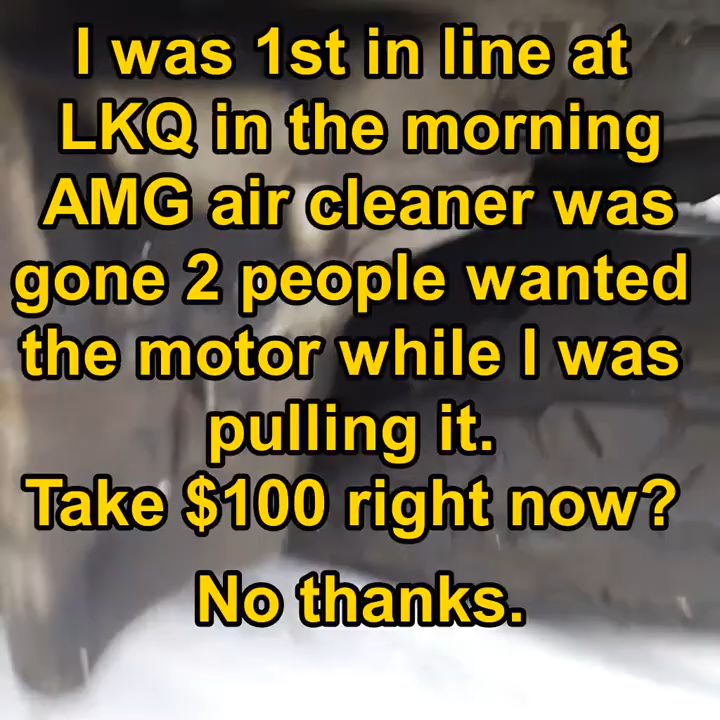 I was 1st in line at
LKQ in the morning
AMG air cleaner was
gone 2 people wanted
the motor while I was
pulling it.
Take $100 right now?
No thanks.